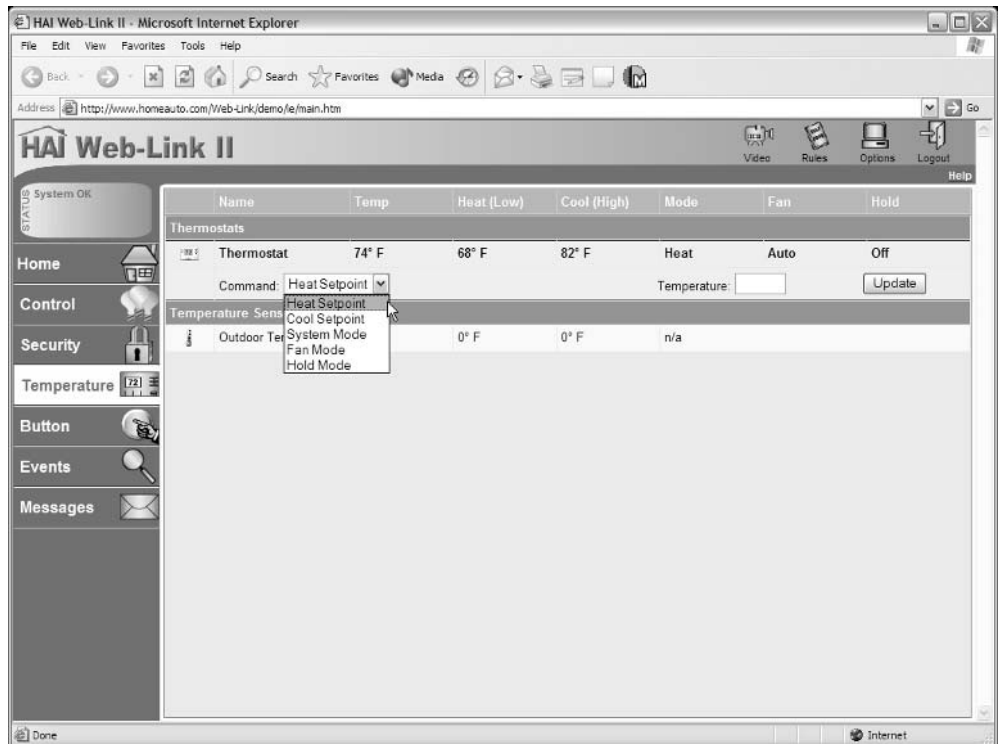 HAI Web-Link II - Microsoft Internet Explorer
File Edit View Favorites Tools Help
Back Search Favorites Media
Address http://www.homeauto.com/Web-Link/demo/ie/main.htm Go
HAI Web-Link II
Video Rules Options Logout
Help
STATUS System OK
Name Temp Heat (Low) Cool (High) Mode Fan Hold
Thermostats
Thermostat 74° F 68° F 82° F Heat Auto Off
Command: Heat Setpoint Temperature: Update
Heat Setpoint
Cool Setpoint
System Mode
Fan Mode
Hold Mode
Temperature Sens
Outdoor Te 0° F 0° F n/a
Home
Control
Security
Temperature 72
Button
Events
Messages
Done Internet